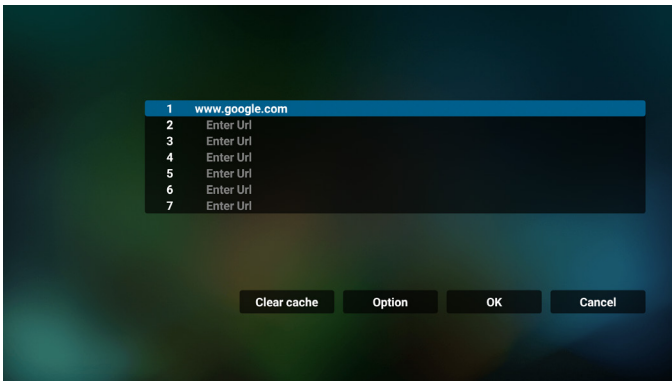 1 www.google.com
2 Enter Url
3 Enter Url
4 Enter Url
5 Enter Url
6 Enter Url
7 Enter Url
Clear cache Option OK Cancel